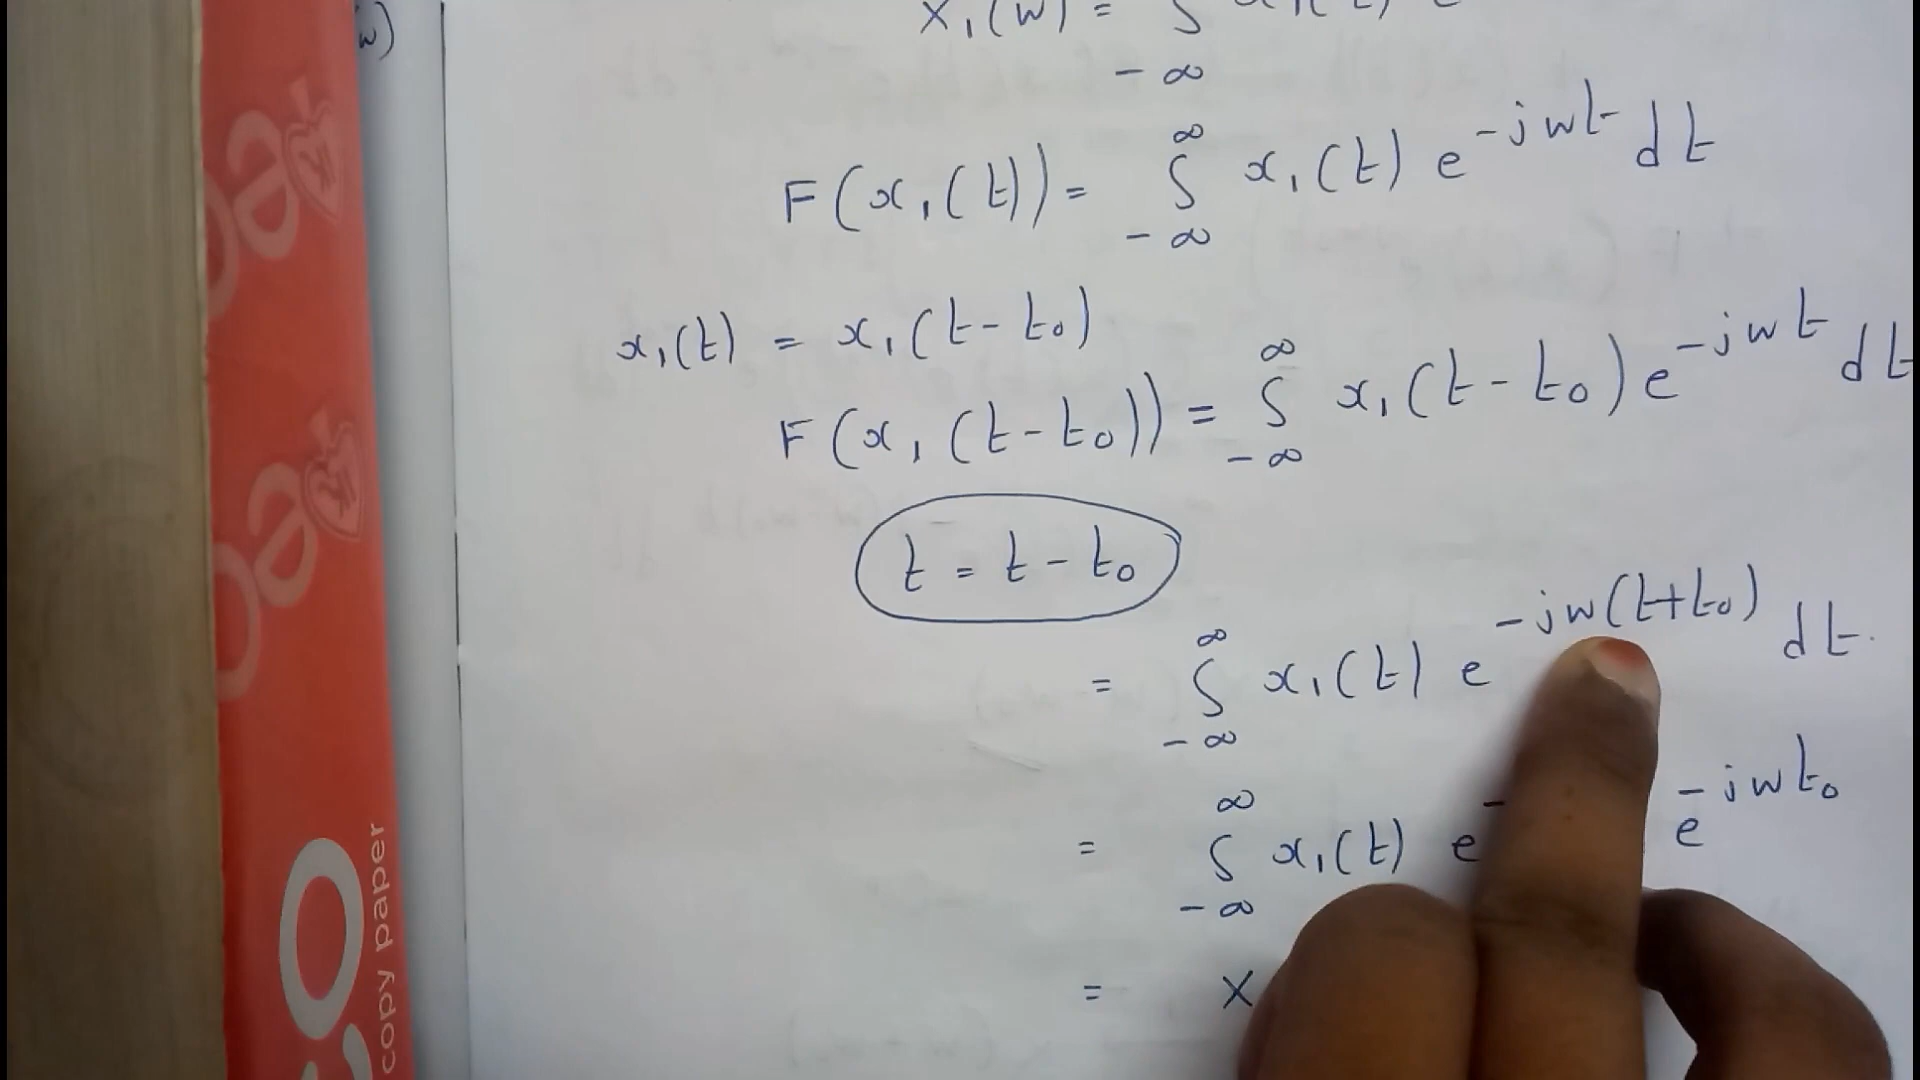 w)
X₁(w) = ∫
-∞
∞
F(x₁(t)) = ∫ x₁(t) e^-jwt dt
-∞
x₁(t) = x₁(t-t₀)
∞
F(x₁(t-t₀)) = ∫ x₁(t-t₀) e^-jwt dt
-∞
t = t-t₀
∞
= ∫ x₁(t) e^-jw(t+t₀) dt.
-∞
∞
= ∫ x₁(t) e^- e^-jwt₀
-∞
= X
copy paper